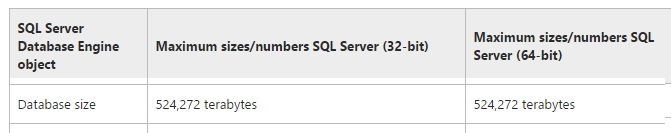 SQL Server
Database Engine
object
Maximum sizes/numbers SQL Server (32-bit)
Maximum sizes/numbers SQL
Server (64-bit)
Database size
524,272 terabytes
524,272 terabytes